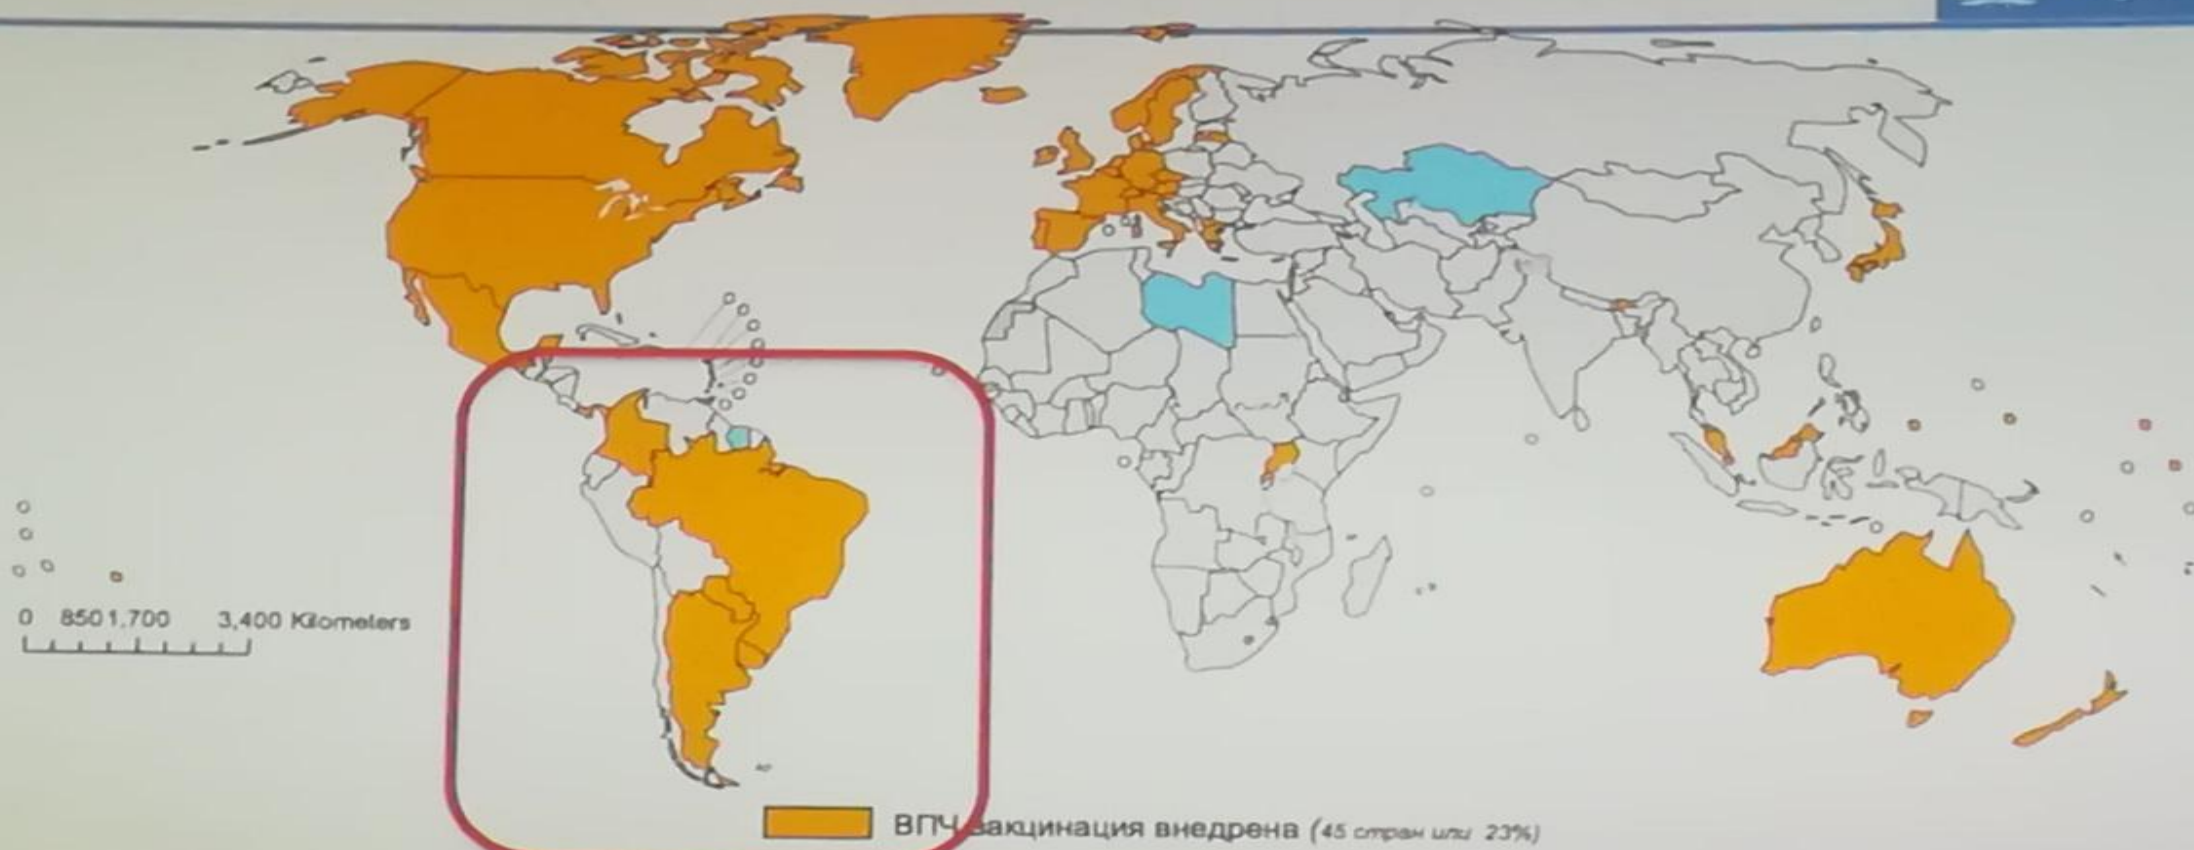 0 850 1,700 3,400 Kilometers
ВПЧ вакцинация внедрена (45 стран или 23%)